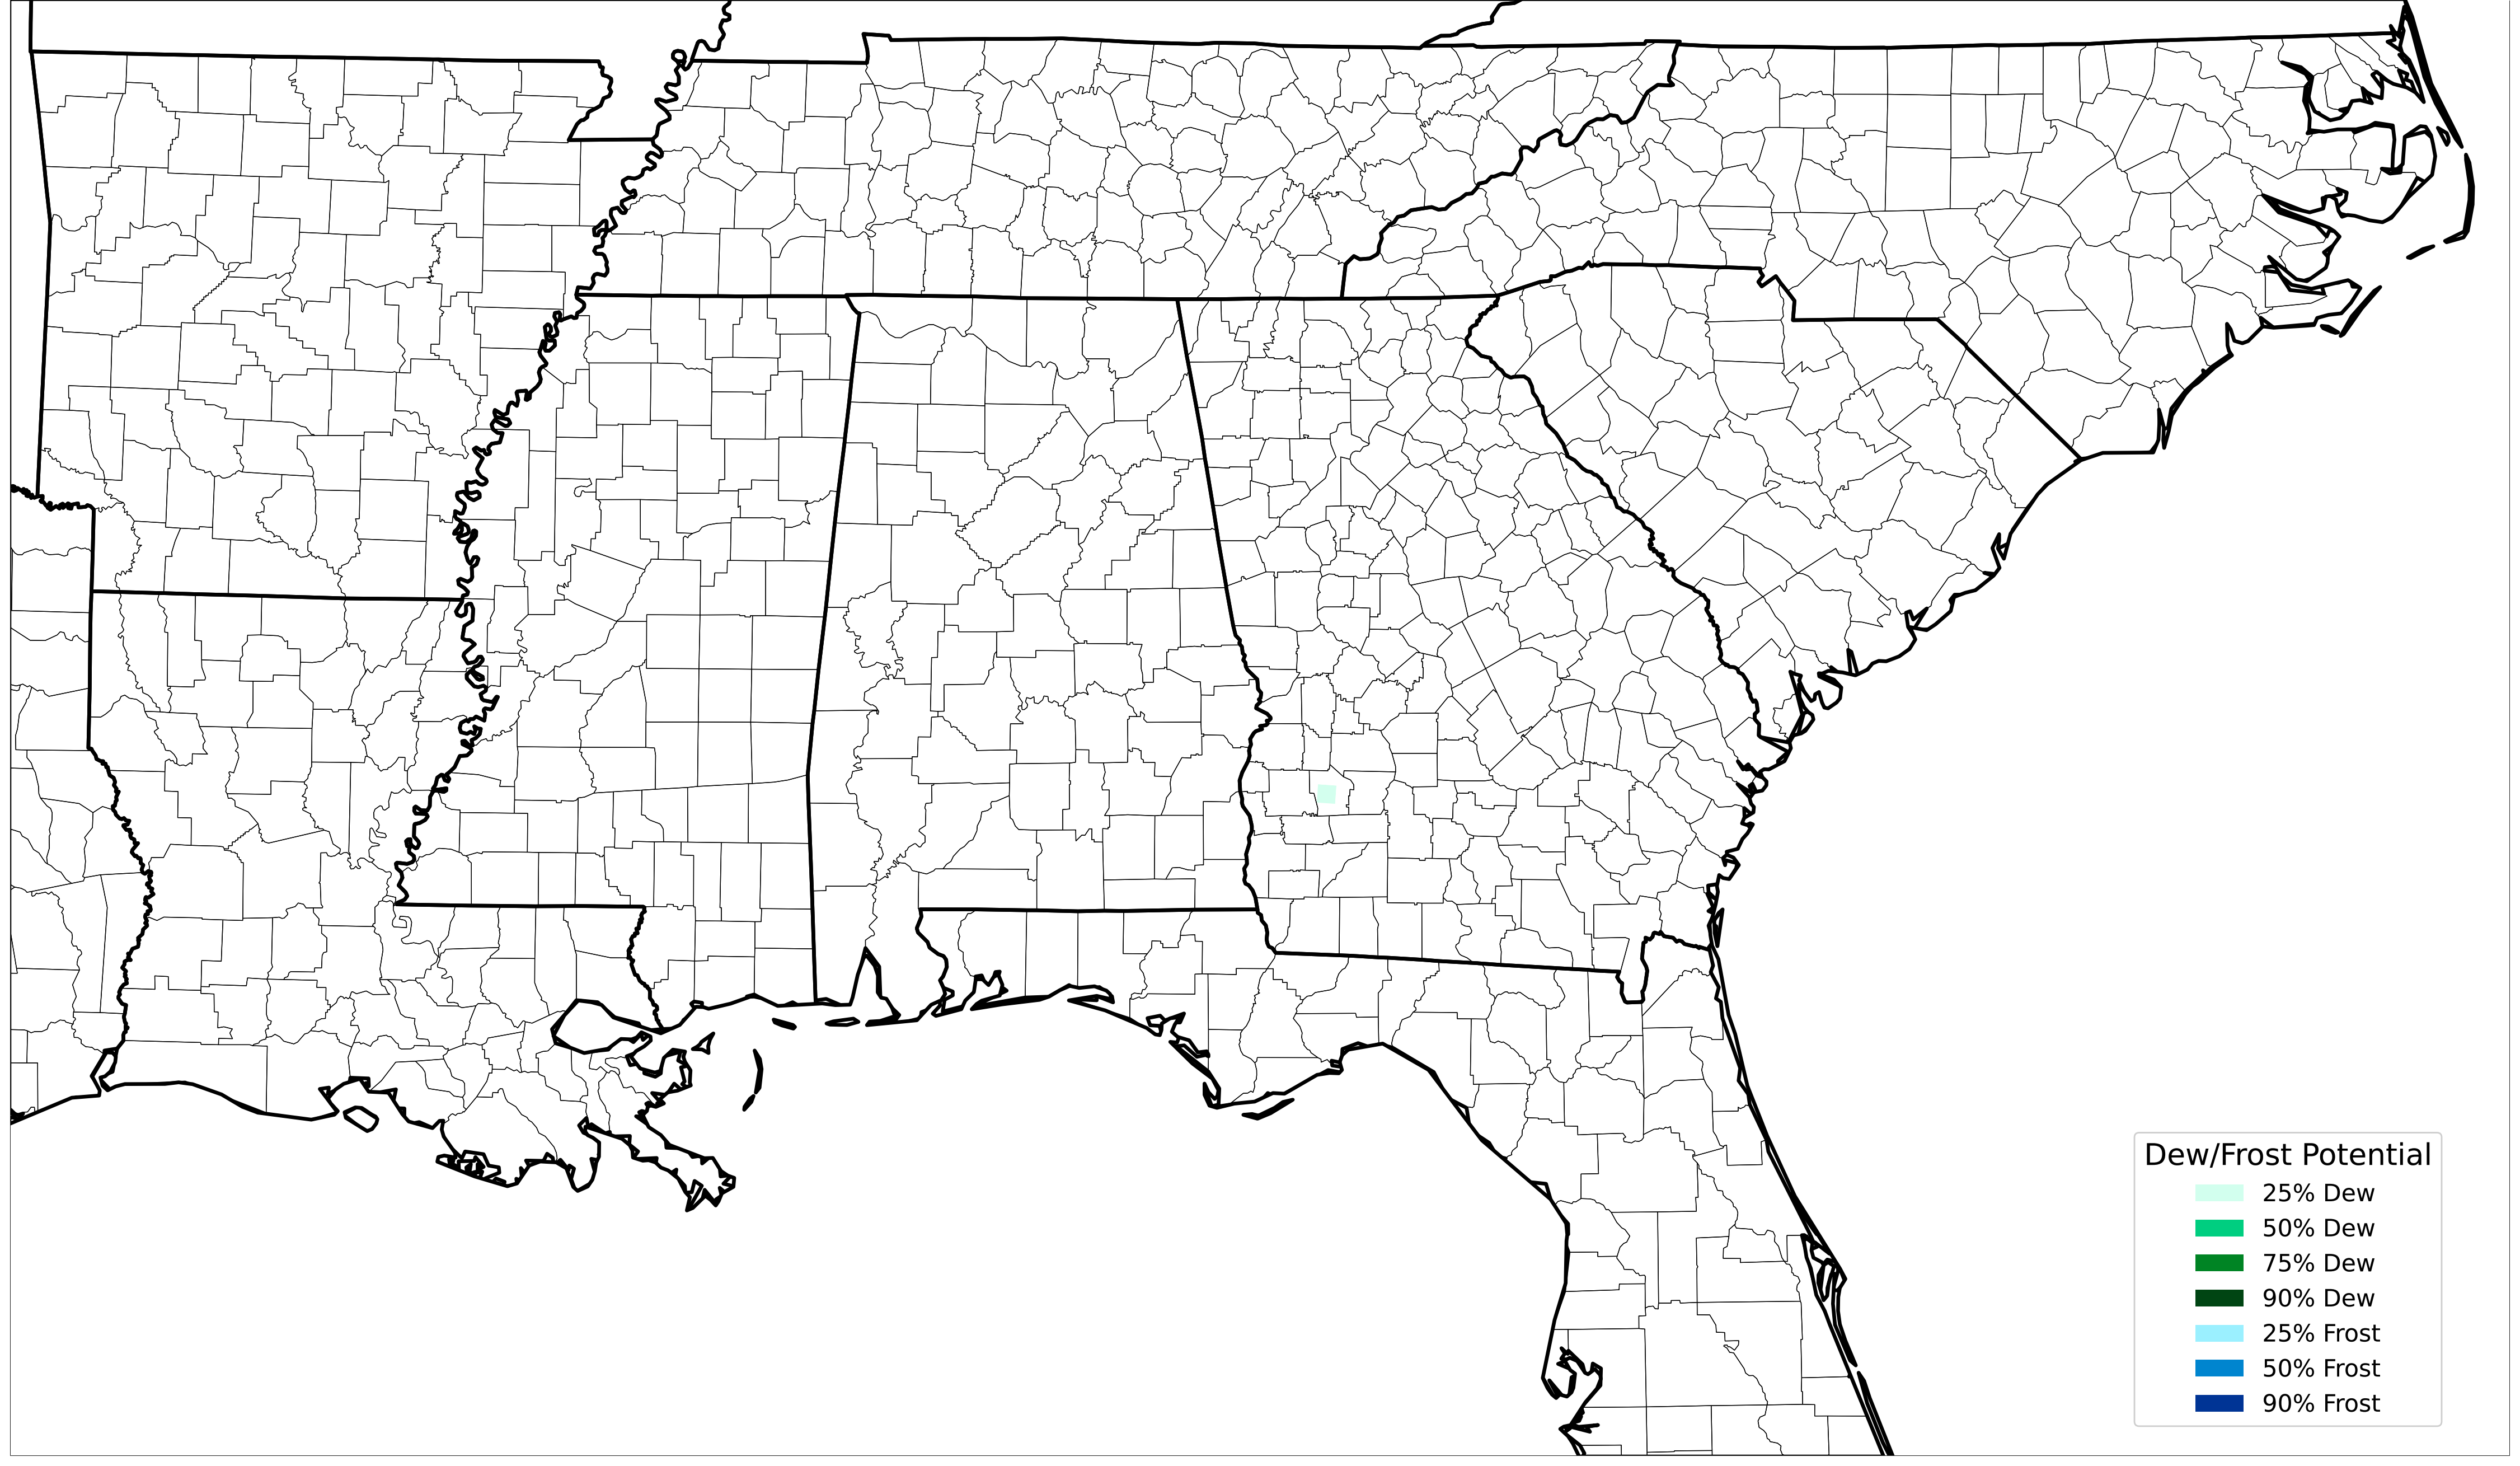 Dew/Frost Potential
25% Dew
50% Dew
75% Dew
90% Dew
25% Frost
50% Frost
90% Frost